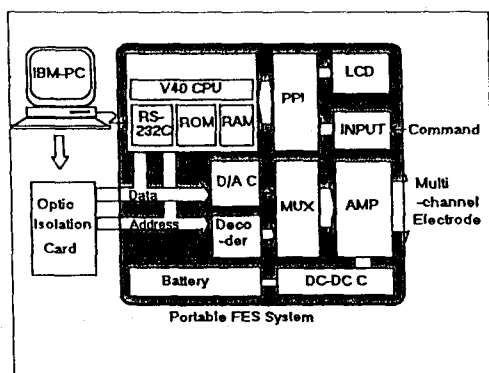 IBM-PC
V40 CPU
RS-
232C
ROM
RAM
PPI
LCD
INPUT
Command
Optic
Isolation
Card
Data
Address
D/A C
Deco
-der
MUX
AMP
Multi
-channel
Electrode
Battery
DC-DC C
Portable FES System